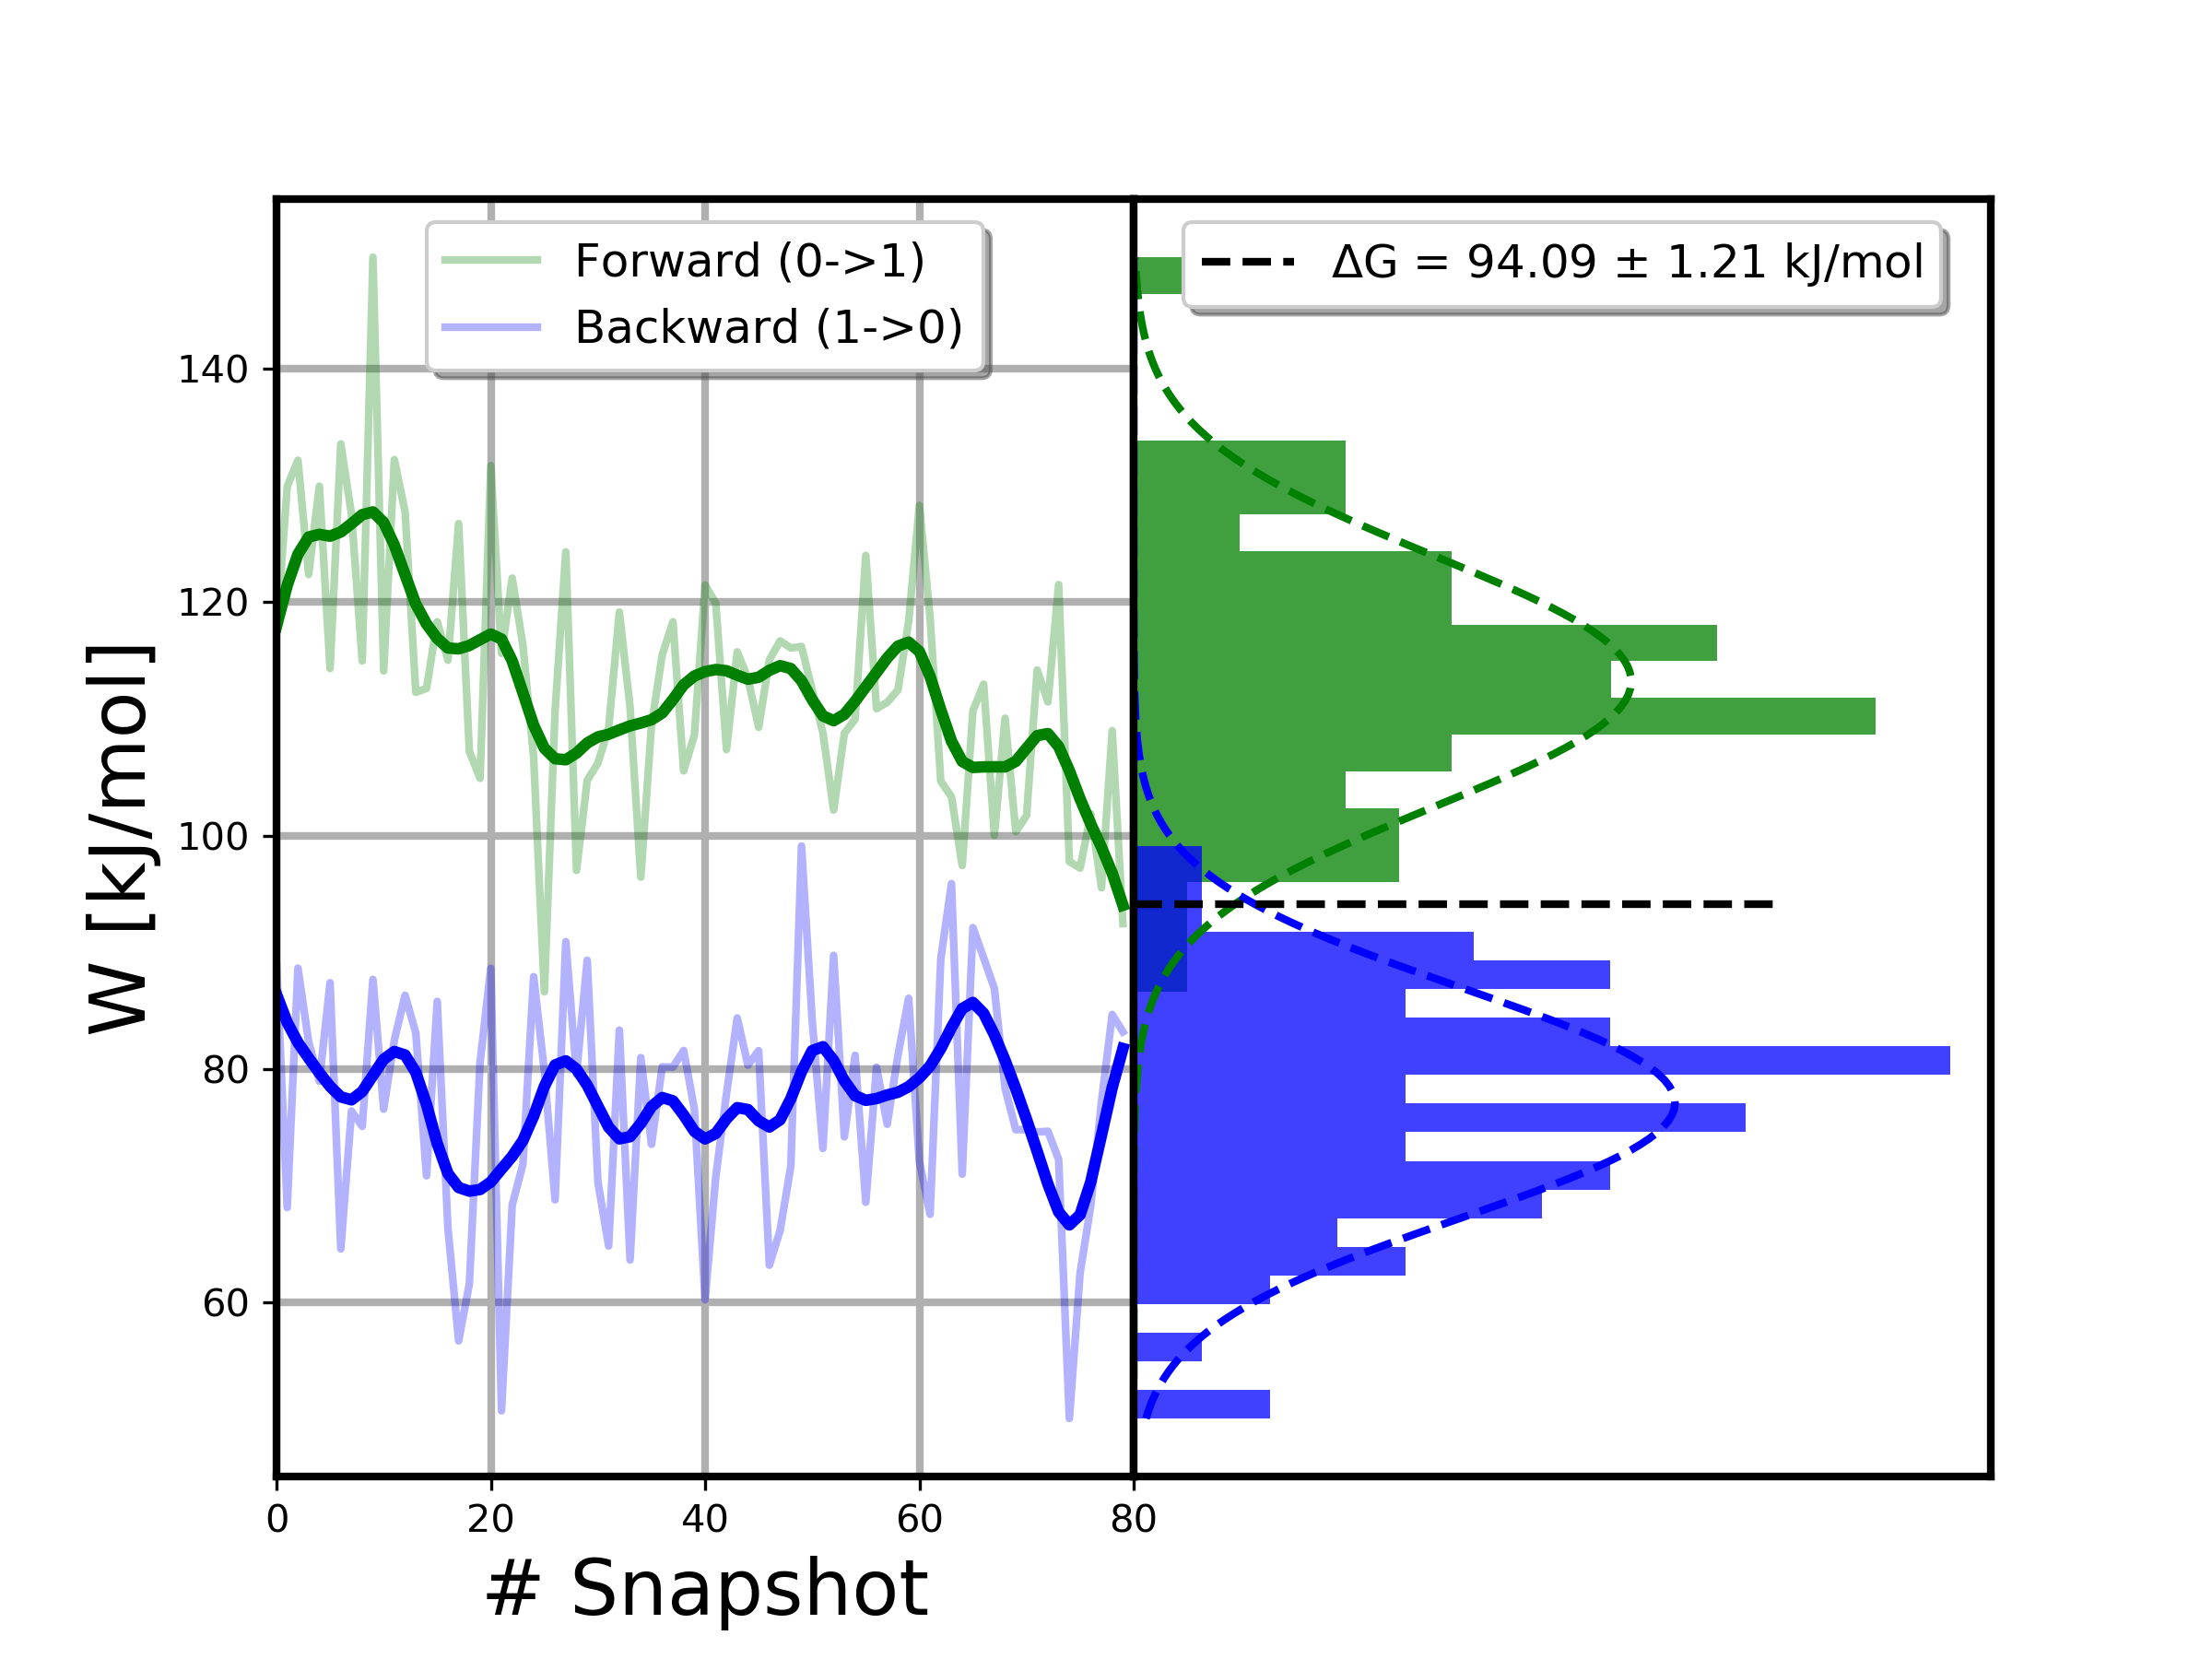 Forward (0->1)
Backward (1->0)
ΔG = 94.09 ± 1.21 kJ/mol
W [kJ/mol]
140
120
100
80
60
0 20 40 60 80
# Snapshot